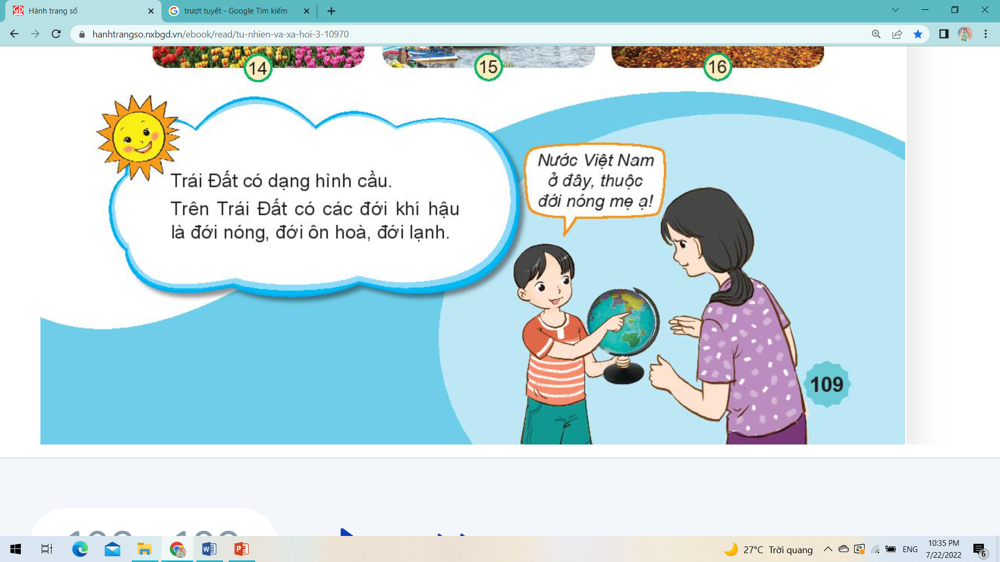 Hành trang số
trượt tuyết - Google Tìm kiếm
hanhtrangso.nxbgd.vn/ebook/read/tu-nhien-va-xa-hoi-3-10970
14
15
16
Trái Đất có dạng hình cầu.
Trên Trái Đất có các đới khí hậu
là đới nóng, đới ôn hoà, đới lạnh.
Nước Việt Nam
ở đây, thuộc
đới nóng mẹ ạ!
109
27°C Trời quang
ENG
10:35 PM
7/22/2022
6